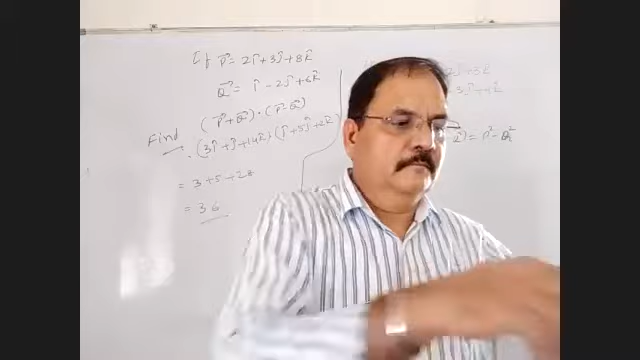 If P⃗ = 2î+3ĵ+8k̂
Q⃗ = î-2ĵ+6k̂
Find (P⃗+Q⃗)·(P⃗-Q⃗)
(3î+ĵ+14k̂)·(î+5ĵ+2k̂)
= 3+5+28
= 36
= P²-Q²